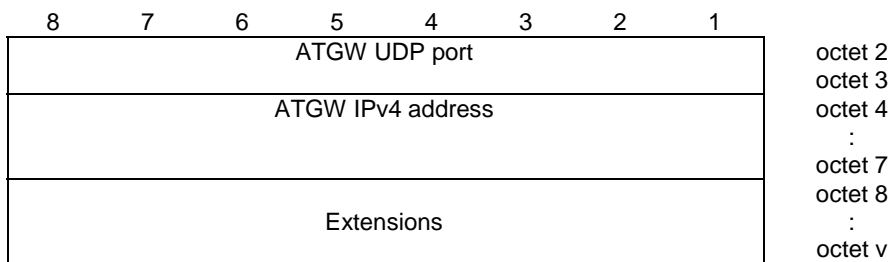 8 7 6 5 4 3 2 1
ATGW UDP port octet 2
octet 3
ATGW IPv4 address octet 4
:
octet 7
octet 8
Extensions :
octet v